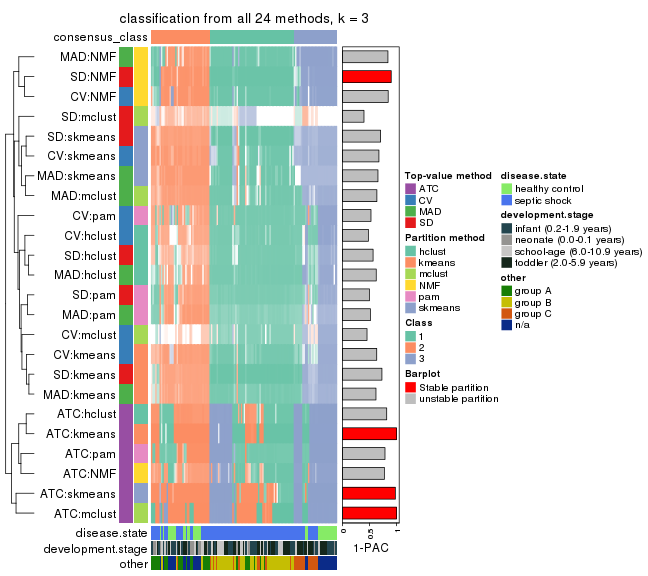 classification from all 24 methods, k = 3
consensus_class
MAD:NMF
SD:NMF
CV:NMF
SD:mclust
SD:skmeans
CV:skmeans
MAD:skmeans
MAD:mclust
CV:pam
CV:hclust
SD:hclust
MAD:hclust
SD:pam
MAD:pam
CV:mclust
CV:kmeans
SD:kmeans
MAD:kmeans
ATC:hclust
ATC:kmeans
ATC:pam
ATC:NMF
ATC:skmeans
ATC:mclust
disease.state
development.stage
other
0
0.5
1
1-PAC
Top-value method
ATC
CV
MAD
SD
Partition method
hclust
kmeans
mclust
NMF
pam
skmeans
Class
1
2
3
Barplot
Stable partition
unstable partition
disease.state
healthy control
septic shock
development.stage
infant (0.2-1.9 years)
neonate (0.0-0.1 years)
school-age (6.0-10.9 years)
toddler (2.0-5.9 years)
other
group A
group B
group C
n/a